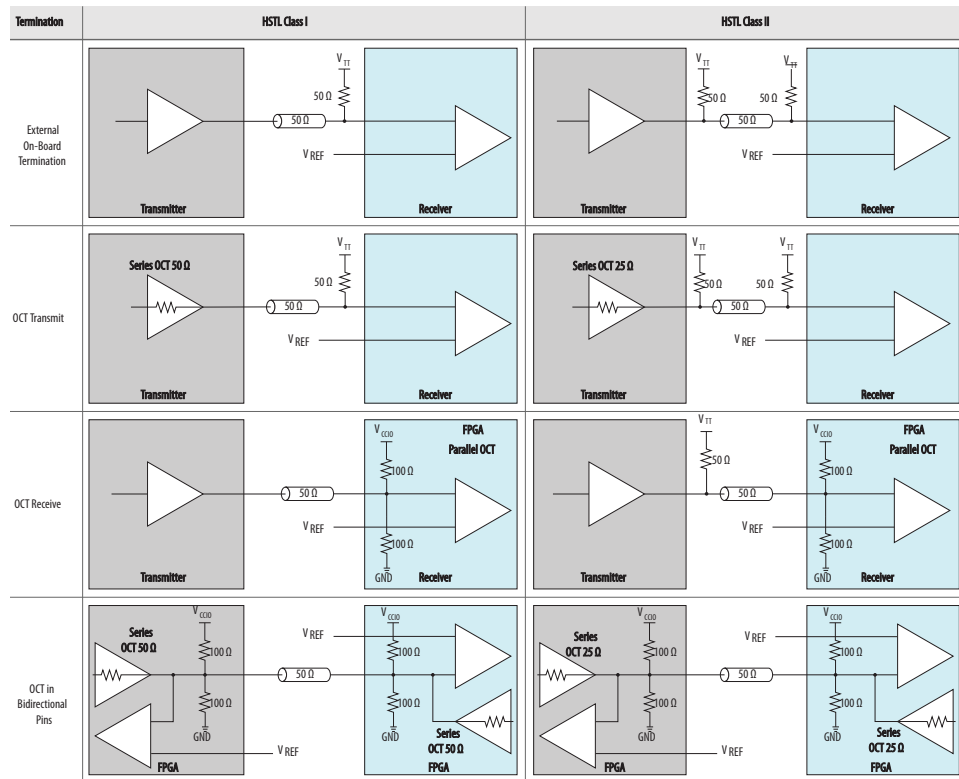 Termination
HSTL Class I
HSTL Class II
External
On-Board
Termination
V TT
50 Ω
50 Ω
V REF
Transmitter
Receiver
V TT
V TT
50 Ω
50 Ω
50 Ω
V REF
Transmitter
Receiver
OCT Transmit
Series OCT 50 Ω
V TT
50 Ω
50 Ω
V REF
Transmitter
Receiver
Series OCT 25 Ω
V TT
V TT
50 Ω
50 Ω
50 Ω
V REF
Transmitter
Receiver
OCT Receive
V CCIO
FPGA
Parallel OCT
100 Ω
50 Ω
V REF
100 Ω
GND
Transmitter
Receiver
V TT
50 Ω
V CCIO
FPGA
Parallel OCT
100 Ω
50 Ω
V REF
100 Ω
GND
Transmitter
Receiver
OCT in
Bidirectional
Pins
Series
OCT 50 Ω
V CCIO
100 Ω
100 Ω
GND
V REF
FPGA
50 Ω
V REF
V CCIO
100 Ω
100 Ω
GND
Series
OCT 50 Ω
FPGA
Series
OCT 25 Ω
V CCIO
100 Ω
100 Ω
GND
V REF
FPGA
50 Ω
V REF
V CCIO
100 Ω
100 Ω
GND
Series
OCT 25 Ω
FPGA